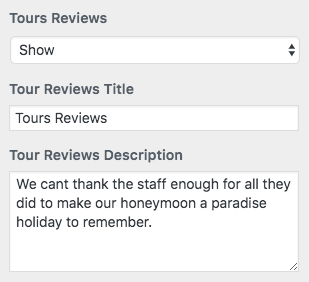 Tours Reviews
Show
Tour Reviews Title
Tours Reviews
Tour Reviews Description
We cant thank the staff enough for all they
did to make our honeymoon a paradise
holiday to remember.